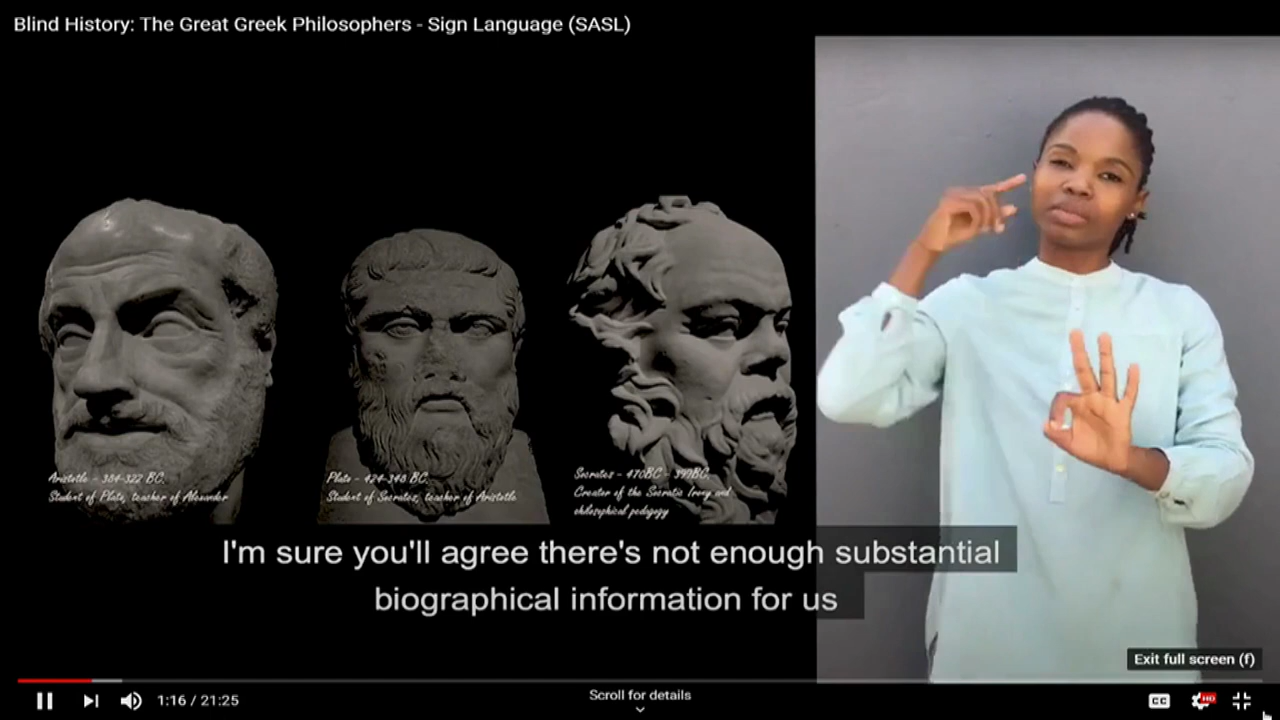 Blind History: The Great Greek Philosophers - Sign Language (SASL)
Aristotle - 384-322 BC.
Student of Plato, teacher of Alexander
Plato - 424-348 BC.
Student of Socrates, teacher of Aristotle
Socrates - 470BC - 399BC.
Creator of the Socratic Irony and
philosophical pedagogy
I'm sure you'll agree there's not enough substantial
biographical information for us
Exit full screen (f)
1:16 / 21:25
Scroll for details
CC
HD